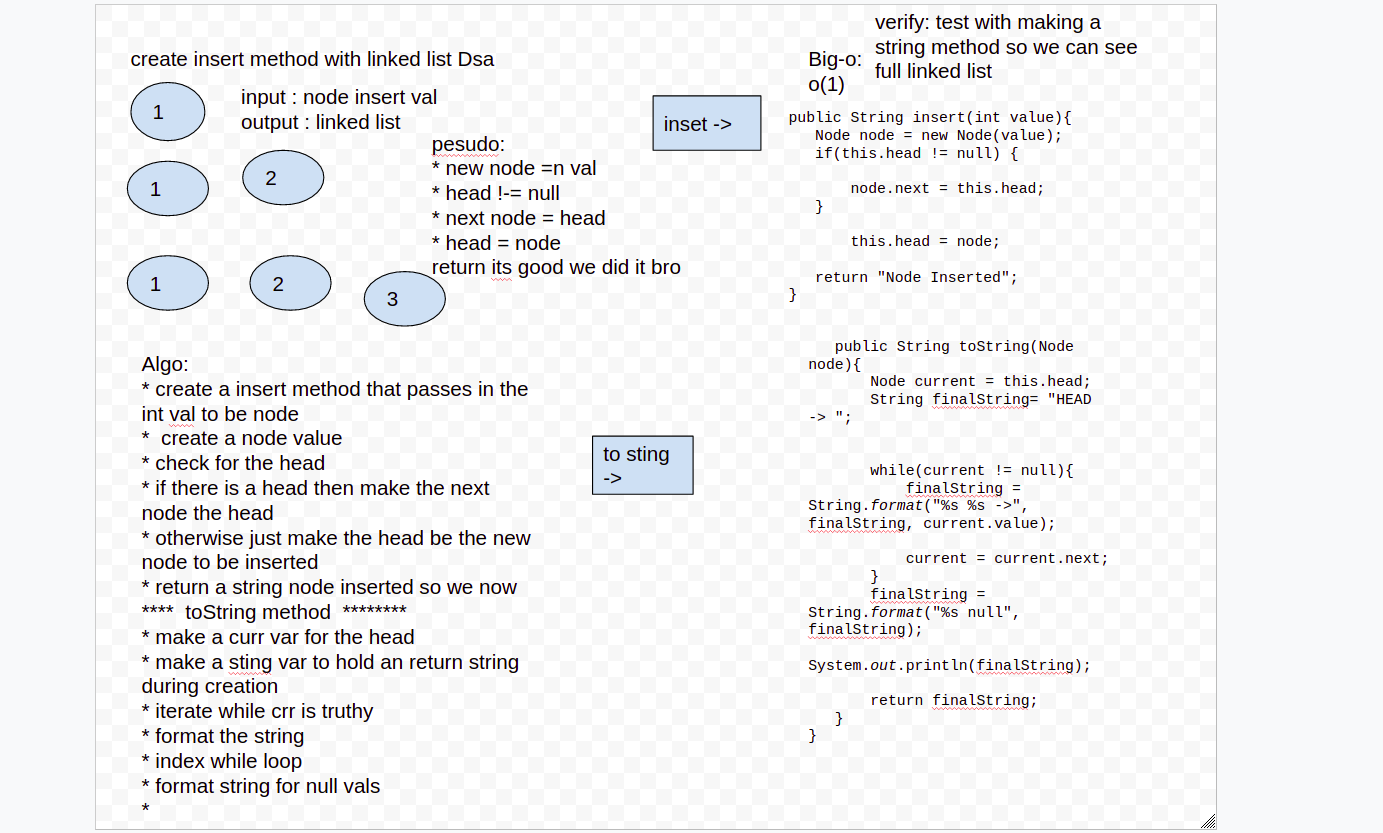 create insert method with linked list Dsa
1
input : node insert val
output : linked list
1
2
1
2
3
pesudo:
* new node =n val
* head !-= null
* next node = head
* head = node
return its good we did it bro
Algo:
* create a insert method that passes in the
int val to be node
*  create a node value
* check for the head
* if there is a head then make the next
node the head
* otherwise just make the head be the new
node to be inserted
* return a string node inserted so we now
****  toString method  ********
* make a curr var for the head
* make a sting var to hold an return string
during creation
* iterate while crr is truthy
* format the string
* index while loop
* format string for null vals
*
inset ->
to sting
->
Big-o:
o(1)
verify: test with making a
string method so we can see
full linked list
public String insert(int value){
   Node node = new Node(value);
   if(this.head != null) {
       node.next = this.head;
   }
       this.head = node;
   return "Node Inserted";
}
   public String toString(Node
node){
       Node current = this.head;
       String finalString= "HEAD
-> ";
       while(current != null){
           finalString =
String.format("%s %s ->",
finalString, current.value);
           current = current.next;
       }
       finalString =
String.format("%s null",
finalString);
System.out.println(finalString);
       return finalString;
   }
}